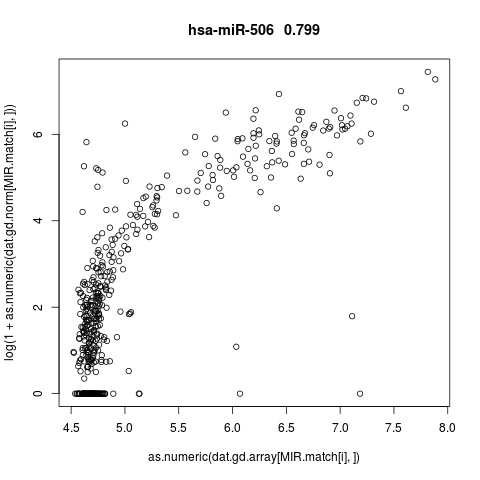 hsa-miR-506 0.799
log(1 + as.numeric(dat.gd.norm[MIR.match[i], ]))
6
4
2
0
4.5 5.0 5.5 6.0 6.5 7.0 7.5 8.0
as.numeric(dat.gd.array[MIR.match[i], ])